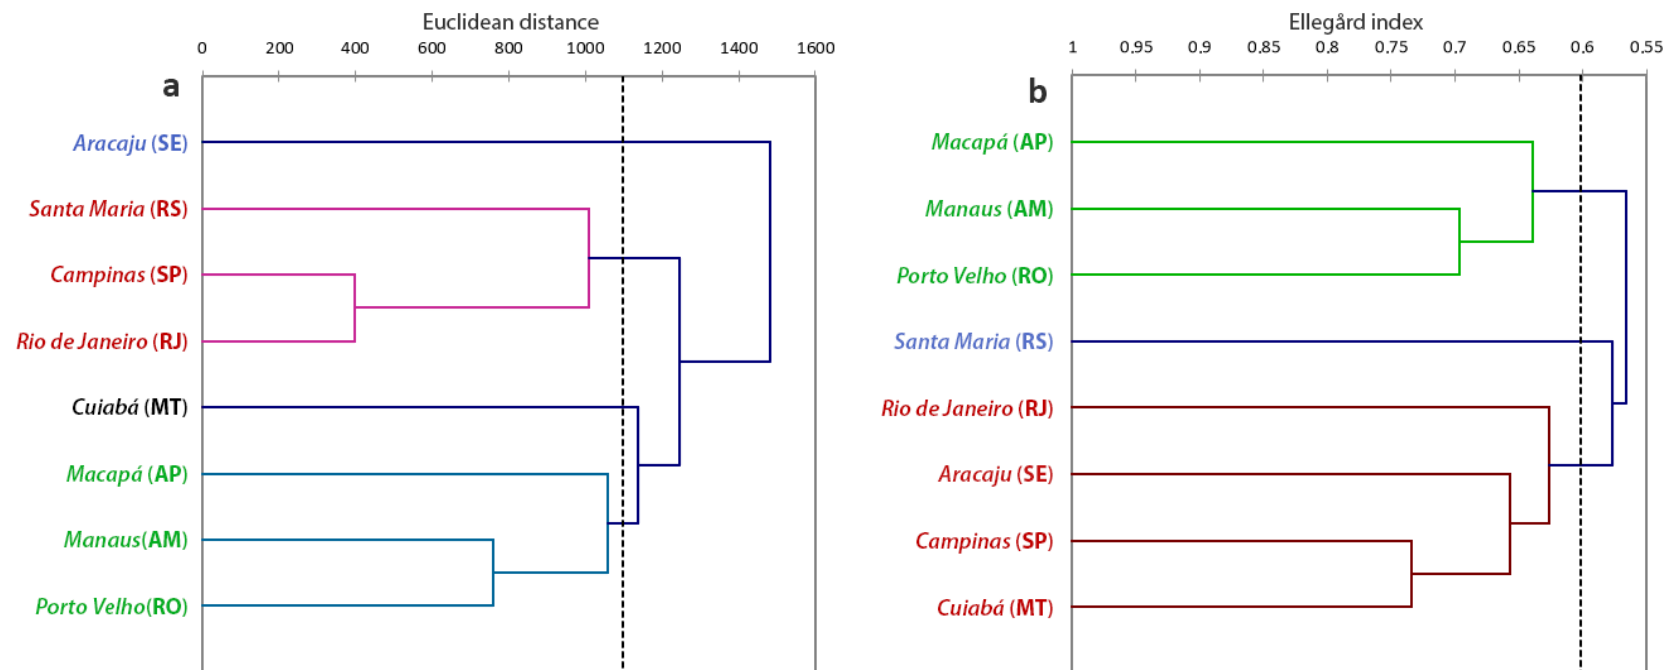 Euclidean distance
0 200 400 600 800 1000 1200 1400 1600
a
Aracaju (SE)
Santa Maria (RS)
Campinas (SP)
Rio de Janeiro (RJ)
Cuiabá (MT)
Macapá (AP)
Manaus(AM)
Porto Velho(RO)
Ellegård index
1 0,95 0,9 0,85 0,8 0,75 0,7 0,65 0,6 0,55
b
Macapá (AP)
Manaus (AM)
Porto Velho (RO)
Santa Maria (RS)
Rio de Janeiro (RJ)
Aracaju (SE)
Campinas (SP)
Cuiabá (MT)